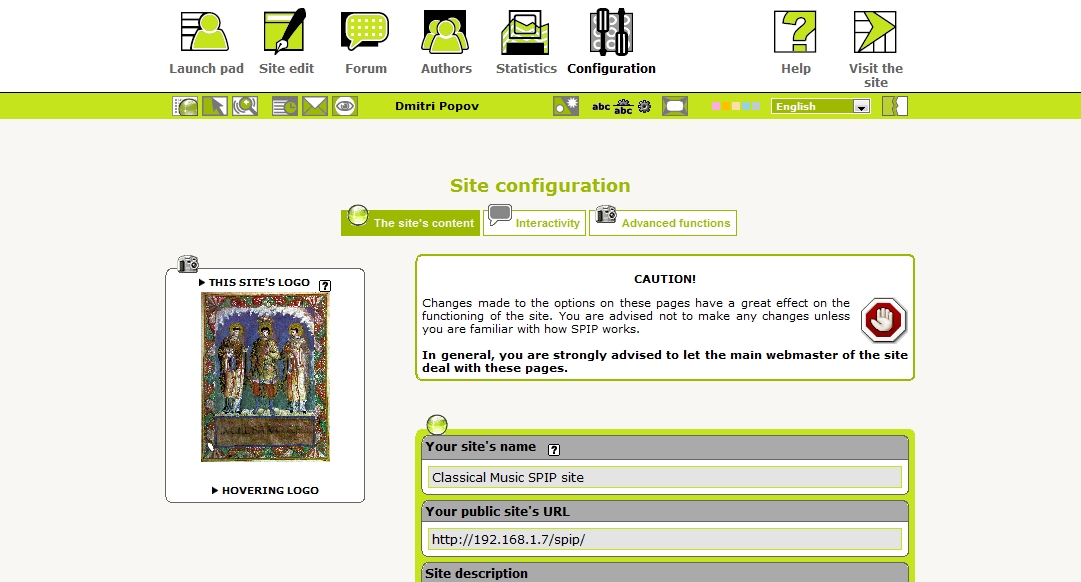 Launch pad
Site edit
Forum
Authors
Statistics
Configuration
Help
Visit the
site
Dmitri Popov
abc
abc
English
Site configuration
The site's content
Interactivity
Advanced functions
THIS SITE'S LOGO ?
HOVERING LOGO
CAUTION!
Changes made to the options on these pages have a great effect on the
functioning of the site. You are advised not to make any changes unless
you are familiar with how SPIP works.
In general, you are strongly advised to let the main webmaster of the site
deal with these pages.
Your site's name ?
Classical Music SPIP site
Your public site's URL
http://192.168.1.7/spip/
Site description